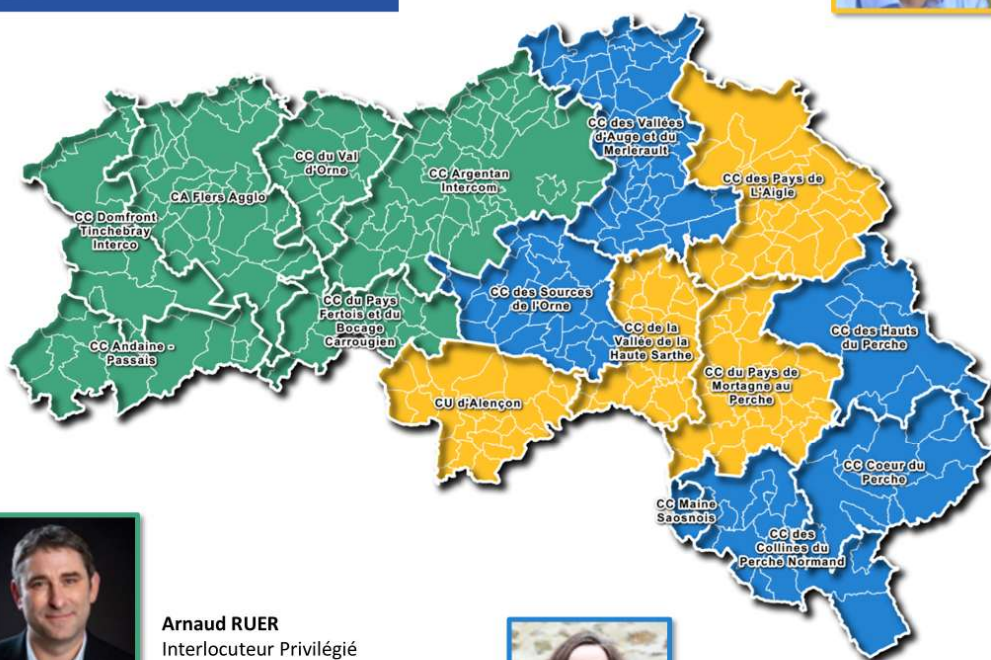 CC des Vallées
d'Auge et du
Merlerault
CC du Val
d'Orne
CC Argentan
Intercom
CC des Pays de
L'Aigle
CA Flers Agglo
CC Domfront
Tinchebray
Interco
CC des Sources
de l'Orne
CC du Pays
Fertois et du
Bocage
Carrougien
CC de la
Vallée de la
Haute Sarthe
CC des Hauts
du Perche
CC Andaine -
Passais
CC du Pays de
Mortagne au
Perche
CU d'Alençon
CC Coeur du
Perche
CC Maine
Saosnois
CC des
Collines du
Perche Normand
Arnaud RUER
Interlocuteur Privilégié